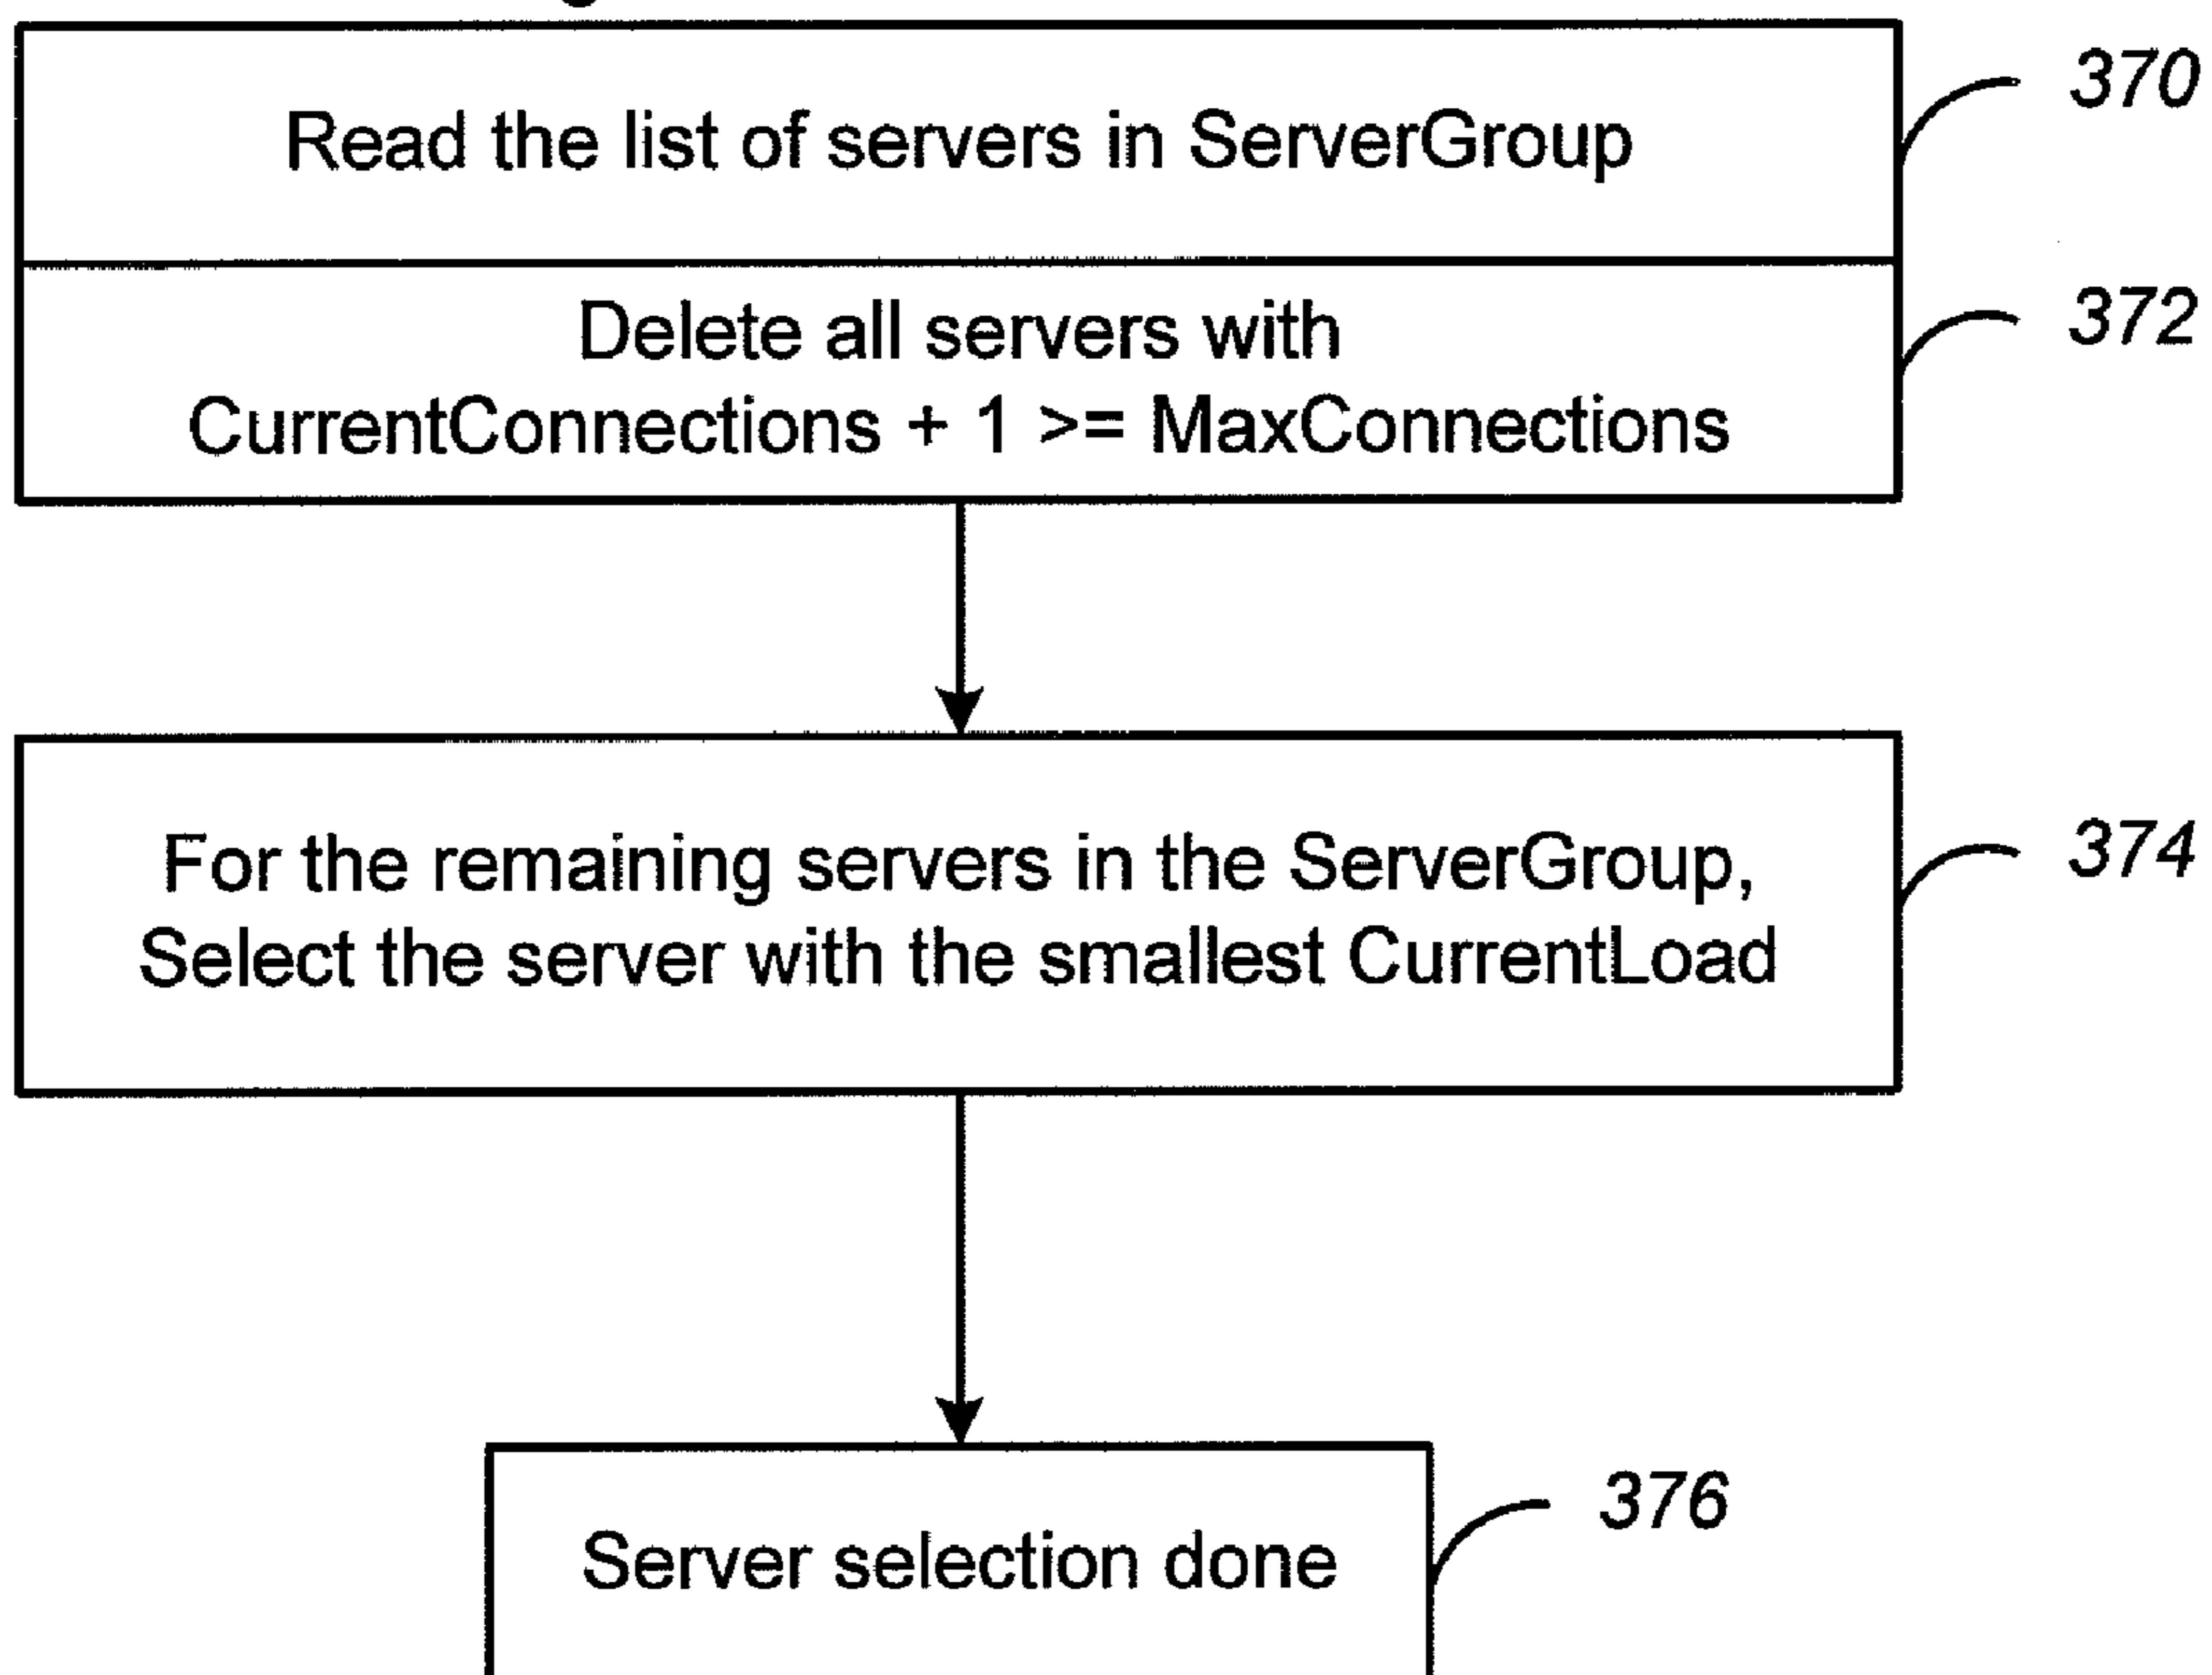 Read the list of servers in ServerGroup
370
Delete all servers with
CurrentConnections + 1 >= MaxConnections
372
For the remaining servers in the ServerGroup,
Select the server with the smallest CurrentLoad
374
Server selection done
376